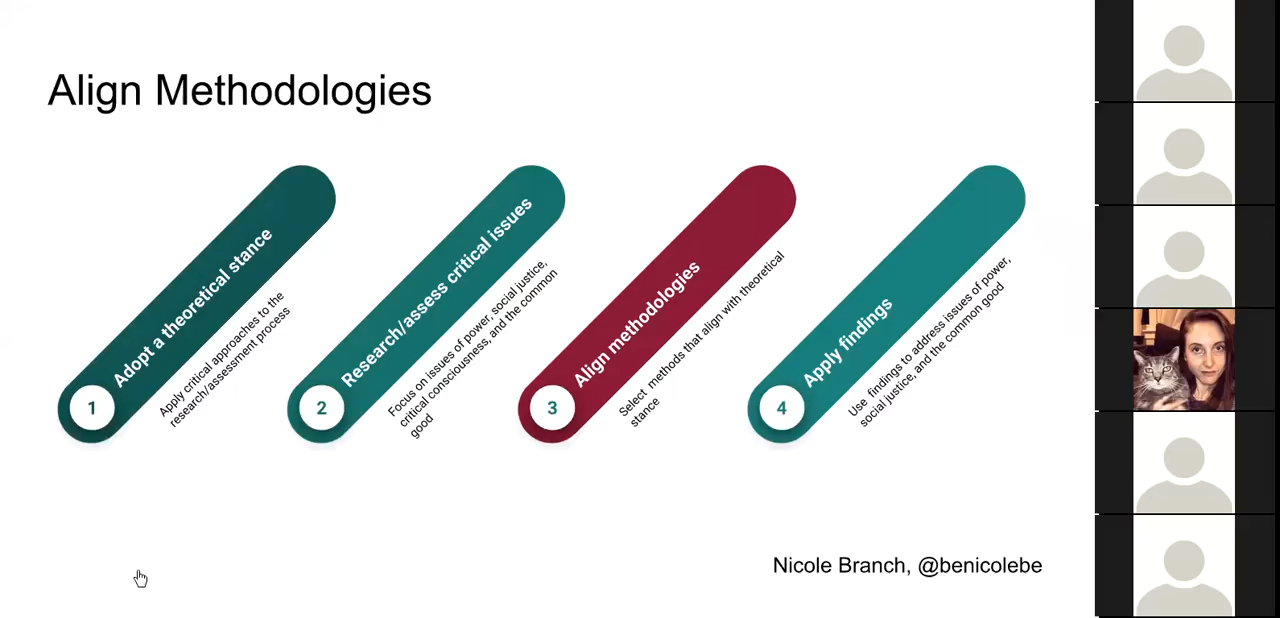 Align Methodologies
1
Adopt a theoretical stance
Apply critical approaches to the
research/assessment process
2
Research/assess critical issues
Focus on issues of power, social justice,
critical consciousness, and the common
good
3
Align methodologies
Select methods that align with theoretical
stance
4
Apply findings
Use findings to address issues of power,
social justice, and the common good
Nicole Branch, @benicolebe